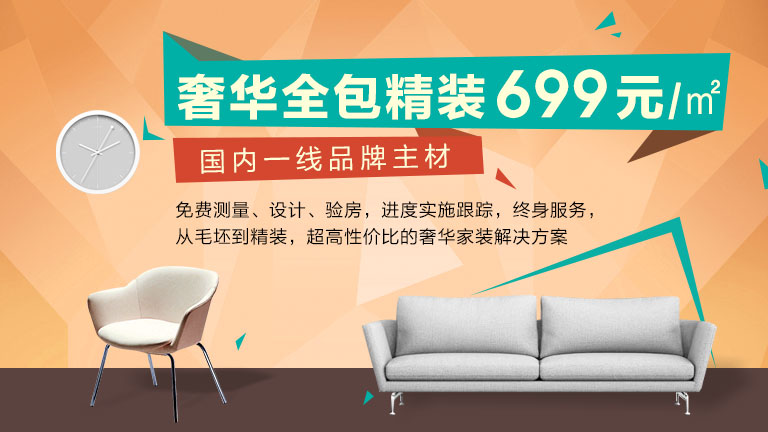 奢华全包精装699元/㎡
国内一线品牌主材
免费测量、设计、验房，进度实施跟踪，终身服务，
从毛坯到精装，超高性价比的奢华家装解决方案